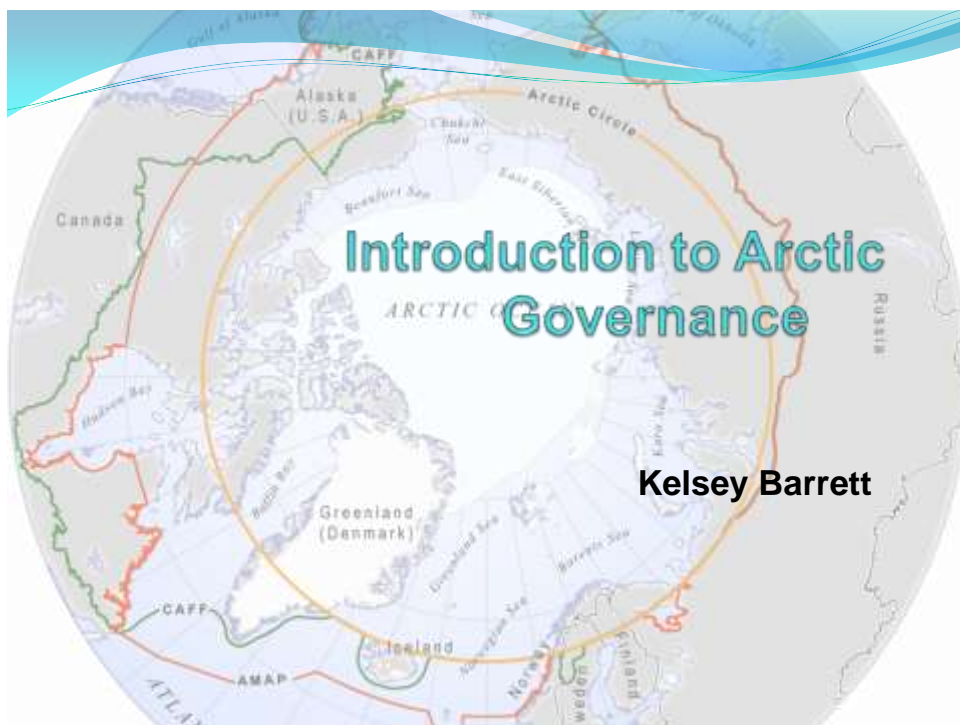 Gulf of Alaska
CAFF
Alaska
(U.S.A.)
Arctic Circle
Chukchi
Sea
Beaufort Sea
East Siberian
Canada
Introduction to Arctic
Governance
ARCTIC
Russia
Hudson Bay
Kara Sea
Kelsey Barrett
Baffin Bay
Greenland
(Denmark)
Greenland Sea
Barents Sea
CAFF
Iceland
Norwegian Sea
Norway
Finland
AMAP